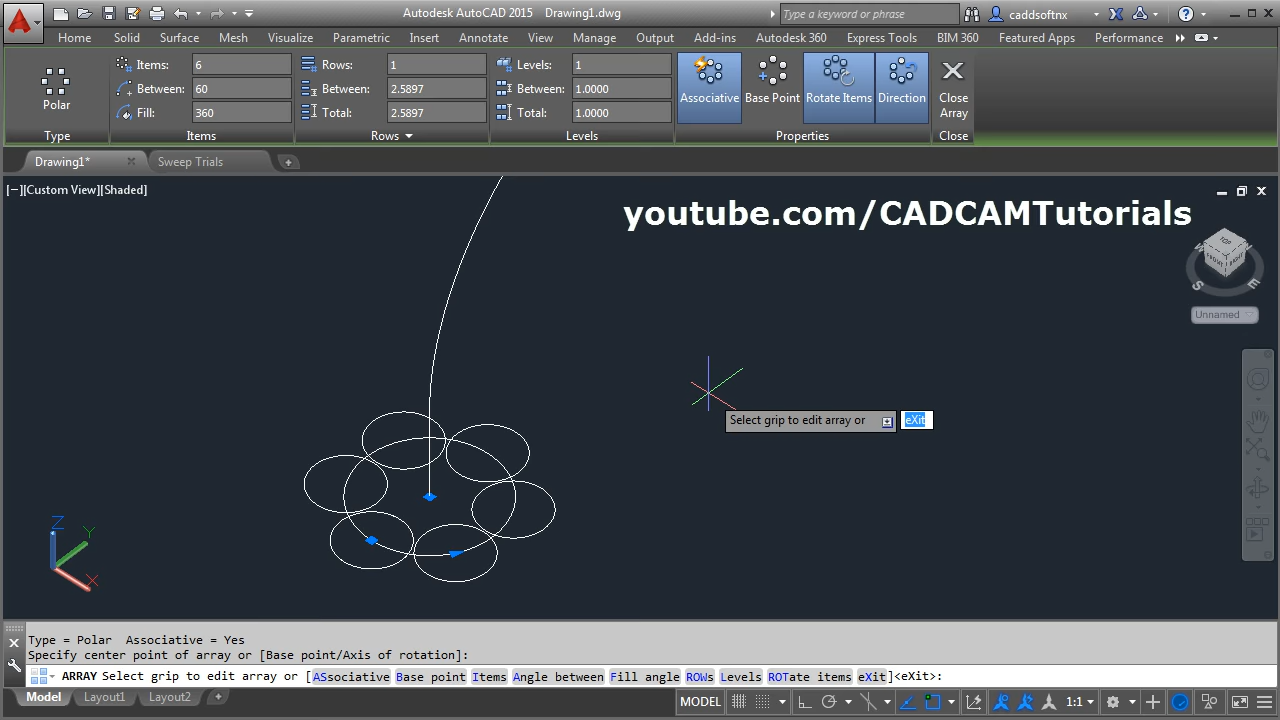 Autodesk AutoCAD 2015 Drawing1.dwg
Type a keyword or phrase
caddsoftnx
Home Solid Surface Mesh Visualize Parametric Insert Annotate View Manage Output Add-ins Autodesk 360 Express Tools BIM 360 Featured Apps Performance
Items: 6 Rows: 1 Levels: 1
Between: 60 Between: 2.5897 Between: 1.0000
Fill: 360 Total: 2.5897 Total: 1.0000
Polar
Associative Base Point Rotate Items Direction Close Array
Type Items Rows Levels Properties Close
Drawing1* Sweep Trials
[−][Custom View][Shaded]
youtube.com/CADCAMTutorials
TOP
FRONT RIGHT
S E
Unnamed
Select grip to edit array or eXit
Z
Y
X
Type = Polar Associative = Yes
Specify center point of array or [Base point/Axis of rotation]:
ARRAY Select grip to edit array or [ASsociative Base point Items Angle between Fill angle ROWs Levels ROTate items eXit]<eXit>:
Model Layout1 Layout2 + MODEL 1:1